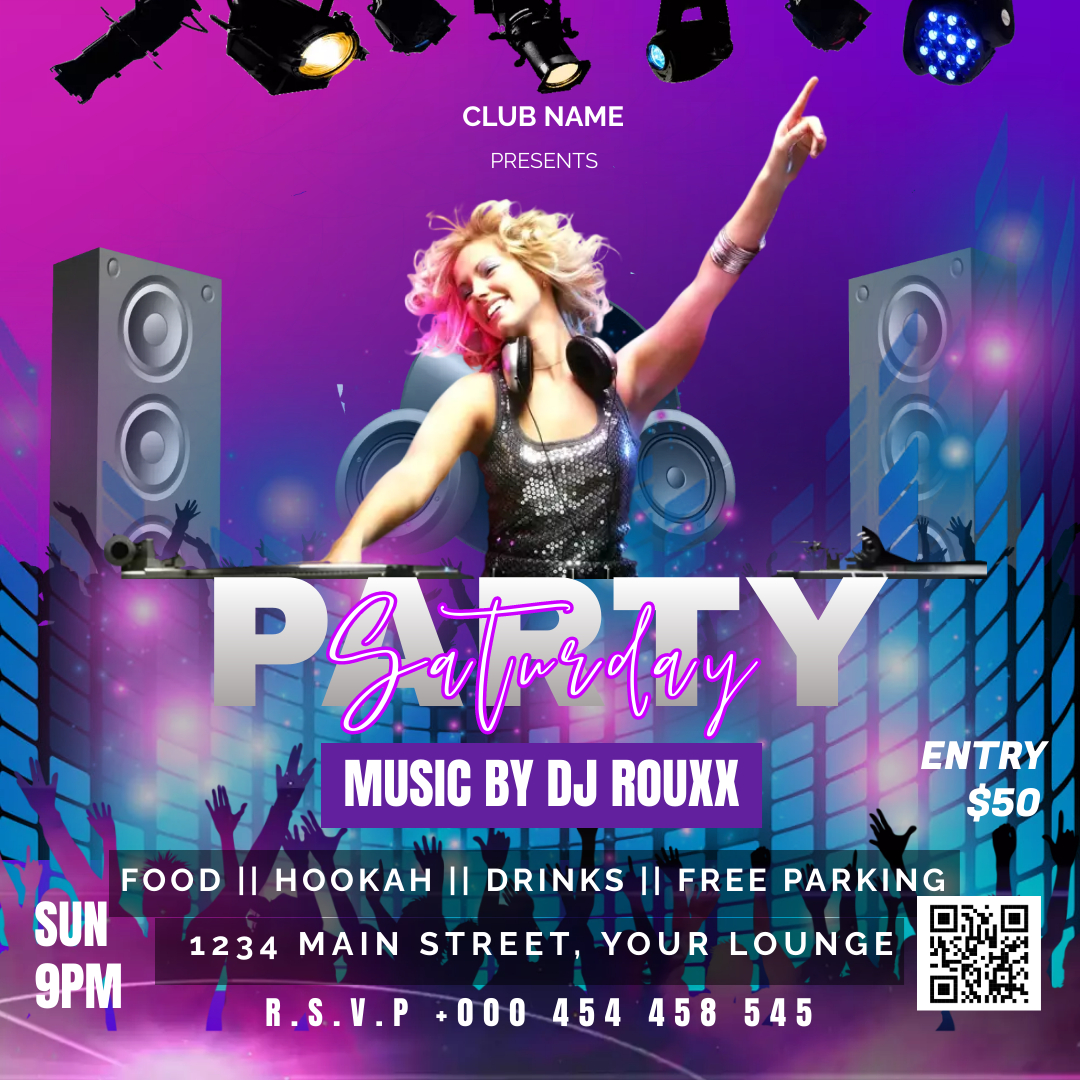 CLUB NAME
PRESENTS
PARTY
Saturday
MUSIC BY DJ ROUXX
ENTRY
$50
FOOD || HOOKAH || DRINKS || FREE PARKING
SUN
9PM
1234 MAIN STREET, YOUR LOUNGE
R.S.V.P +000 454 458 545